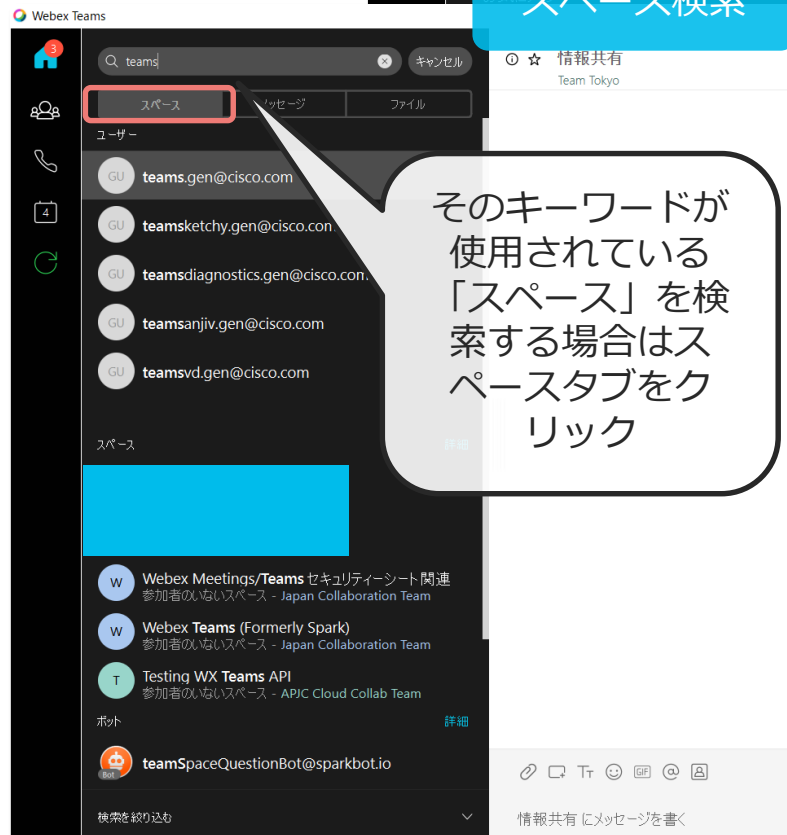 スペース検索
Webex Teams
3
teams
キャンセル
情報共有
Team Tokyo
スペース
メッセージ
ファイル
ユーザー
GU
teams.gen@cisco.com
GU
teamsketchy.gen@cisco.com
GU
teamsdiagnostics.gen@cisco.com
GU
teamsanjiv.gen@cisco.com
GU
teamsvd.gen@cisco.com
4
そのキーワードが
使用されている
「スペース」を検
索する場合はス
ペースタブをク
リック
スペース
詳細
W
Webex Meetings/Teams セキュリティーシート関連
参加者のいないスペース - Japan Collaboration Team
W
Webex Teams (Formerly Spark)
参加者のいないスペース - Japan Collaboration Team
T
Testing WX Teams API
参加者のいないスペース - APJC Cloud Collab Team
ボット
詳細
Bot
teamSpaceQuestionBot@sparkbot.io
検索を絞り込む
GIF
情報共有 にメッセージを書く